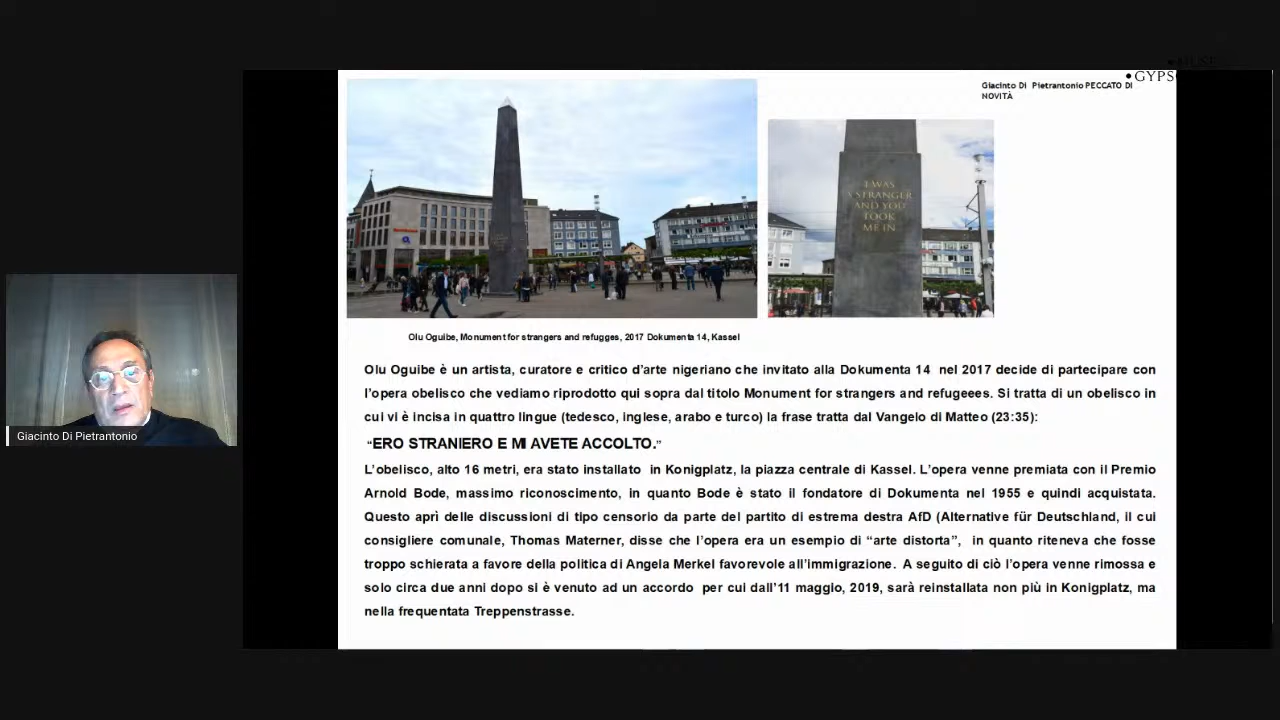 GYPS
Giacinto Di Pietrantonio PECCATO DI
NOVITÀ
I WAS
A STRANGER
AND YOU
TOOK
ME IN
Olu Oguibe, Monument for strangers and refugges, 2017 Dokumenta 14, Kassel
Olu Oguibe è un artista, curatore e critico d'arte nigeriano che invitato alla Dokumenta 14 nel 2017 decide di partecipare con
l'opera obelisco che vediamo riprodotto qui sopra dal titolo Monument for strangers and refugeees. Si tratta di un obelisco in
cui vi è incisa in quattro lingue (tedesco, inglese, arabo e turco) la frase tratta dal Vangelo di Matteo (23:35):
“ERO STRANIERO E MI AVETE ACCOLTO.”
L'obelisco, alto 16 metri, era stato installato in Konigplatz, la piazza centrale di Kassel. L'opera venne premiata con il Premio
Arnold Bode, massimo riconoscimento, in quanto Bode è stato il fondatore di Dokumenta nel 1955 e quindi acquistata.
Questo aprì delle discussioni di tipo censorio da parte del partito di estrema destra AfD (Alternative für Deutschland, il cui
consigliere comunale, Thomas Materner, disse che l'opera era un esempio di “arte distorta”, in quanto riteneva che fosse
troppo schierata a favore della politica di Angela Merkel favorevole all'immigrazione. A seguito di ciò l'opera venne rimossa e
solo circa due anni dopo si è venuto ad un accordo per cui dall'11 maggio, 2019, sarà reinstallata non più in Konigplatz, ma
nella frequentata Treppenstrasse.
Giacinto Di Pietrantonio